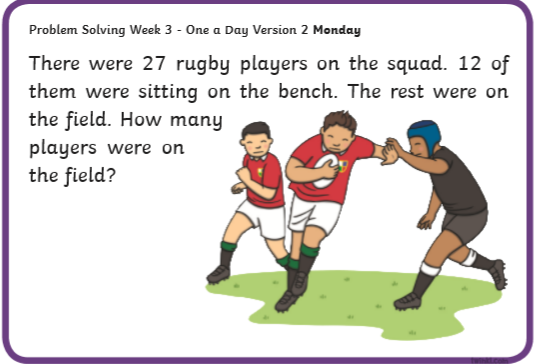 Problem Solving Week 3 - One a Day Version 2 Monday
There were 27 rugby players on the squad. 12 of
them were sitting on the bench. The rest were on
the field. How many
players were on
the field?